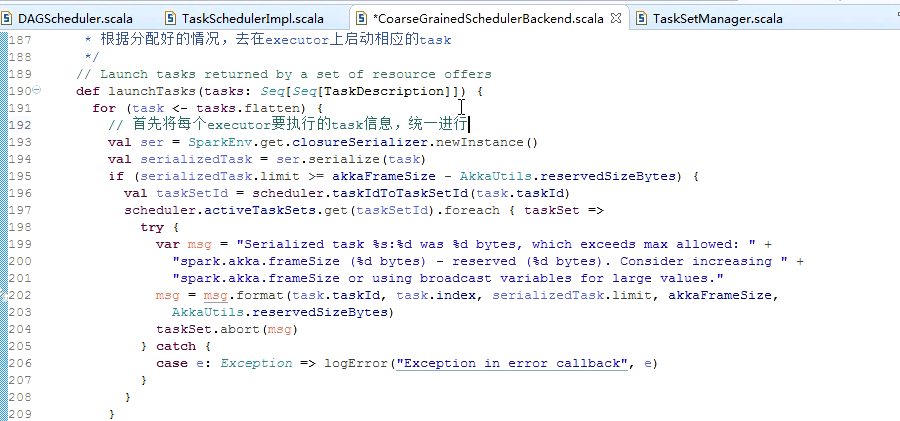 DAGScheduler.scala TaskSchedulerImpl.scala *CoarseGrainedSchedulerBackend.scala TaskSetManager.scala
187 * 根据分配好的情况，去在executor上启动相应的task
188 */
189 // Launch tasks returned by a set of resource offers
190 def launchTasks(tasks: Seq[Seq[TaskDescription]]) {
191 for (task <- tasks.flatten) {
192 // 首先将每个executor要执行的task信息，统一进行
193 val ser = SparkEnv.get.closureSerializer.newInstance()
194 val serializedTask = ser.serialize(task)
195 if (serializedTask.limit >= akkaFrameSize - AkkaUtils.reservedSizeBytes) {
196 val taskSetId = scheduler.taskIdToTaskSetId(task.taskId)
197 scheduler.activeTaskSets.get(taskSetId).foreach { taskSet =>
198 try {
199 var msg = "Serialized task %s:%d was %d bytes, which exceeds max allowed: " +
200 "spark.akka.frameSize (%d bytes) - reserved (%d bytes). Consider increasing " +
201 "spark.akka.frameSize or using broadcast variables for large values."
202 msg = msg.format(task.taskId, task.index, serializedTask.limit, akkaFrameSize,
203 AkkaUtils.reservedSizeBytes)
204 taskSet.abort(msg)
205 } catch {
206 case e: Exception => logError("Exception in error callback", e)
207 }
208 }
209 }